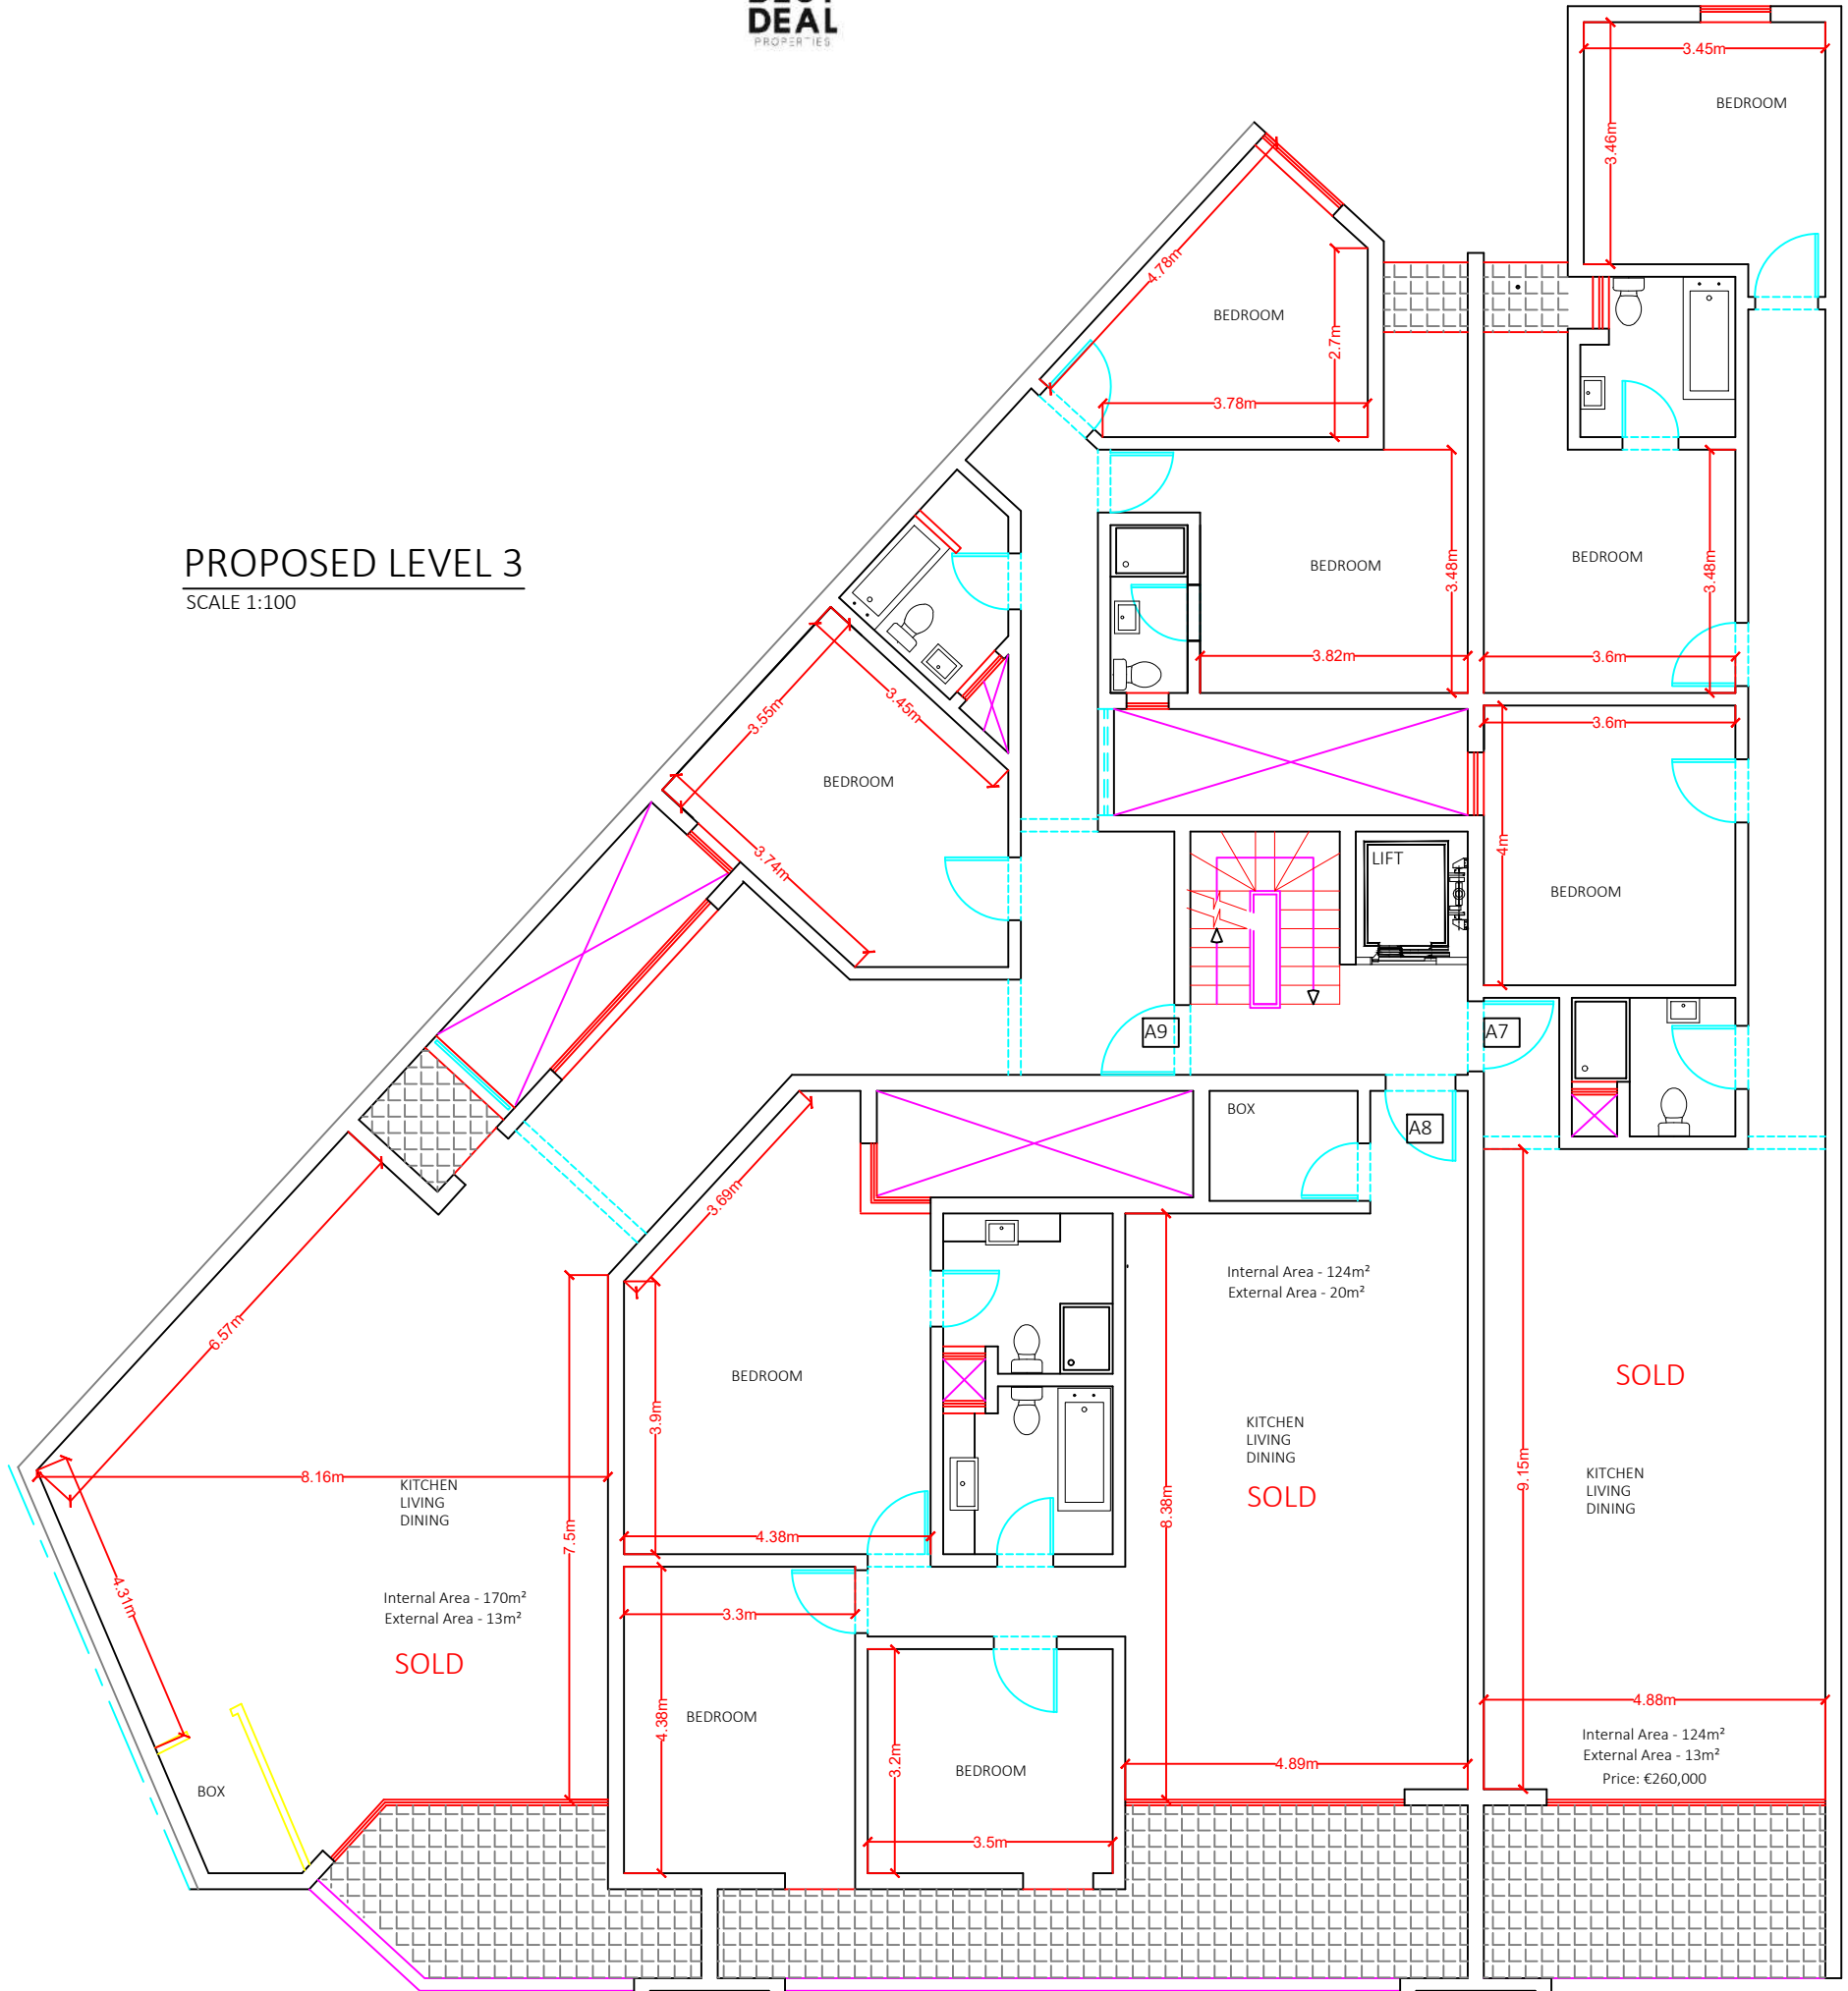 DEAL
PROPERTIES
3.45m
BEDROOM
3.46m
4.78m
BEDROOM
2.7m
3.78m
PROPOSED LEVEL 3
SCALE 1:100
BEDROOM
3.48m
3.82m
BEDROOM
3.48m
3.6m
3.6m
3.55m
3.45m
BEDROOM
3.74m
4m
LIFT
BEDROOM
A9
A7
BOX
A8
3.69m
6.57m
Internal Area - 124m²
External Area - 20m²
BEDROOM
3.9m
SOLD
KITCHEN
LIVING
DINING
SOLD
8.38m
9.15m
KITCHEN
LIVING
DINING
8.16m
KITCHEN
LIVING
DINING
7.5m
4.38m
4.31m
Internal Area - 170m²
External Area - 13m²
SOLD
3.3m
4.38m
BEDROOM
3.2m
BEDROOM
3.5m
4.89m
4.88m
Internal Area - 124m²
External Area - 13m²
Price: €260,000
BOX